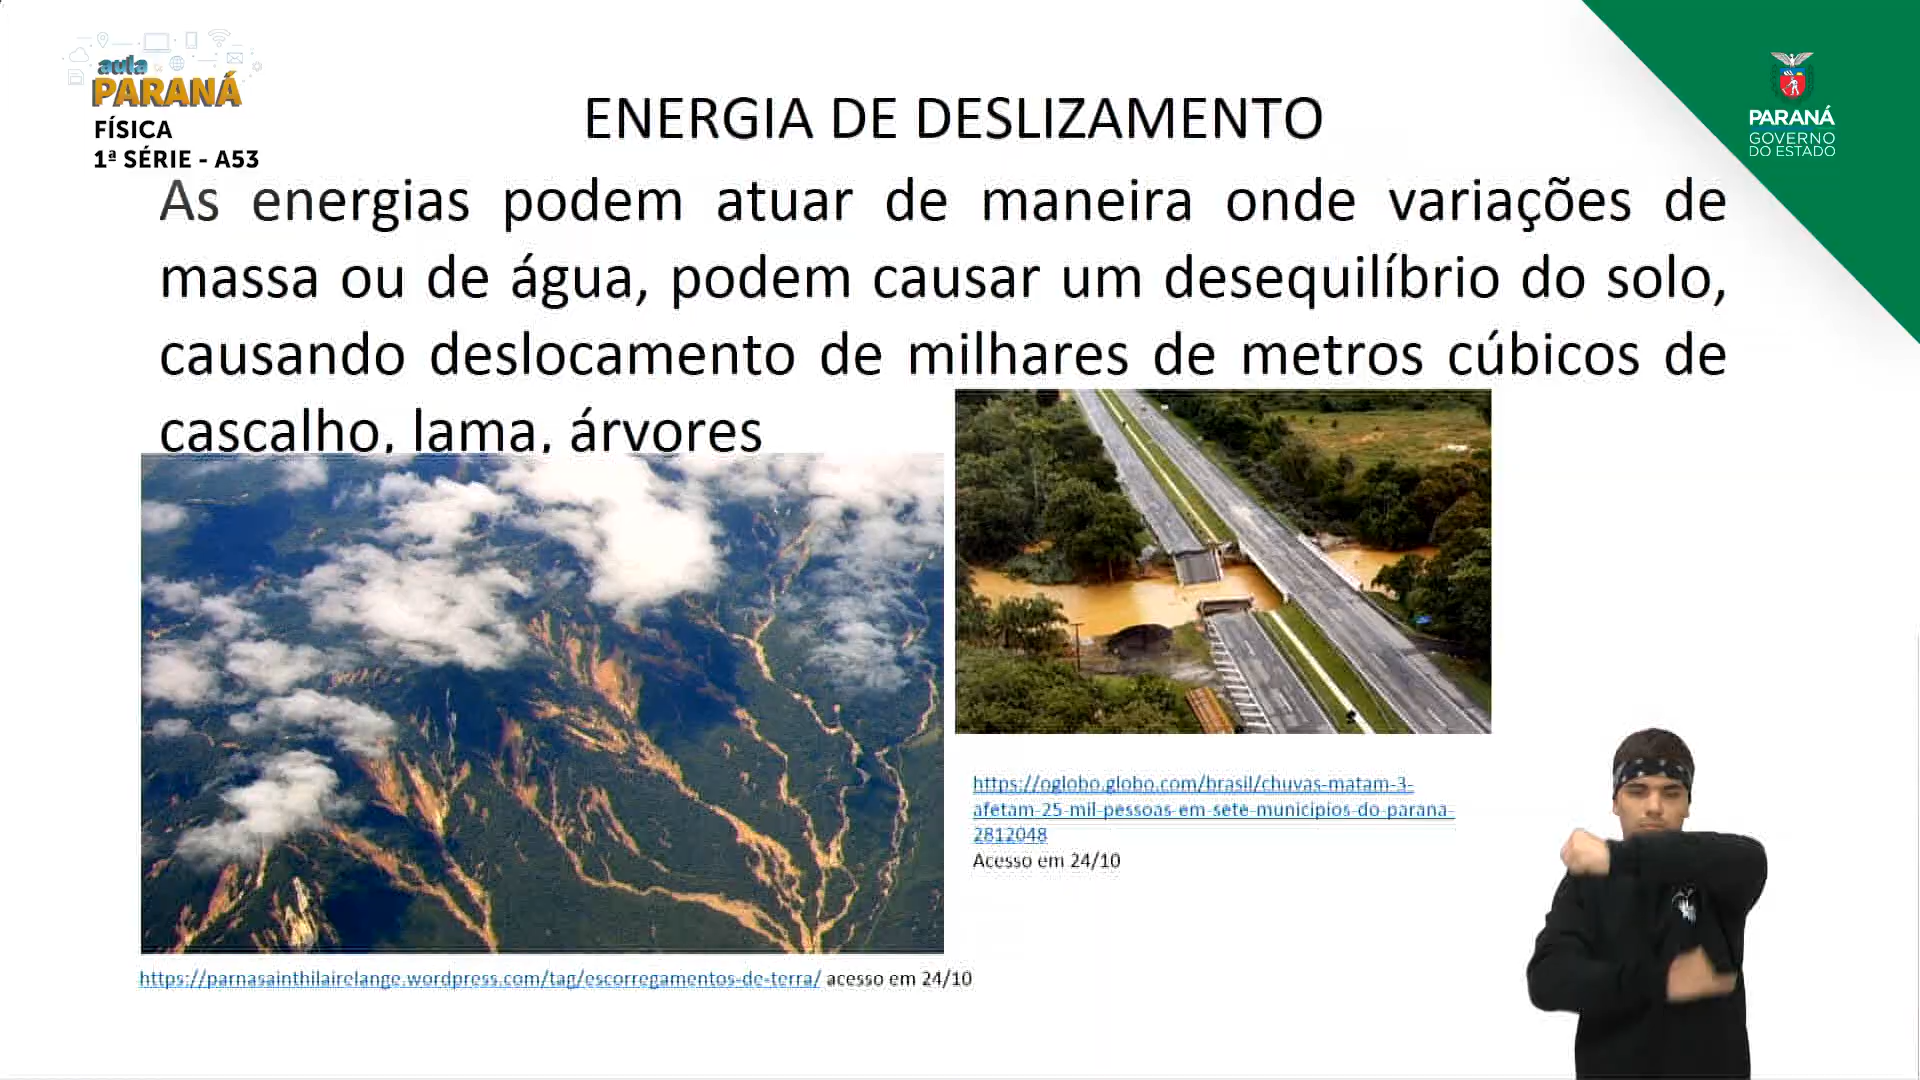 aula
PARANÁ
FÍSICA
1ª SÉRIE - A53
PARANÁ
GOVERNO
DO ESTADO
ENERGIA DE DESLIZAMENTO
As energias podem atuar de maneira onde variações de
massa ou de água, podem causar um desequilíbrio do solo,
causando deslocamento de milhares de metros cúbicos de
cascalho, lama, árvores
https://oglobo.globo.com/brasil/chuvas-matam-3-
afetam-25-mil-pessoas-em-sete-municipios-do-parana-
2812048
Acesso em 24/10
https://parnasainthilairelange.wordpress.com/tag/escorregamentos-de-terra/ acesso em 24/10